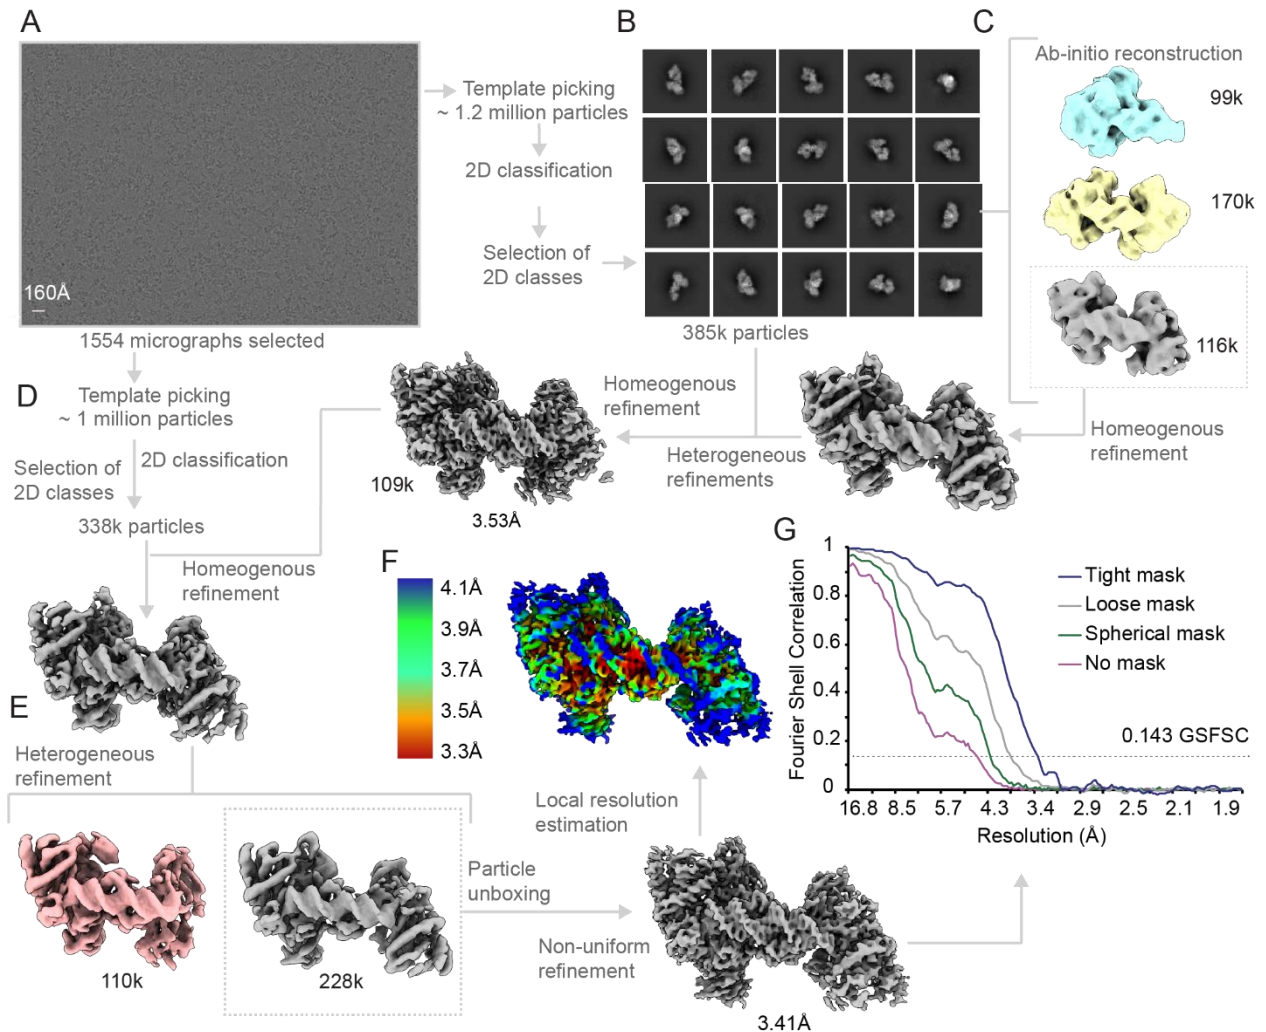 A
B
C
Template picking
~ 1.2 million particles
2D classification
Selection of
2D classes
Ab-initio reconstruction
99k
170k
116k
160Å
1554 micrographs selected
385k particles
D
Template picking
~ 1 million particles
2D classification
Selection of
2D classes
338k particles
Homeogenous
refinement
Homeogenous
refinement
Heterogeneous
refinements
Homeogenous
refinement
109k
3.53Å
E
Heterogeneous
refinement
110k
228k
F
4.1Å
3.9Å
3.7Å
3.5Å
3.3Å
Local resolution
estimation
Particle
unboxing
Non-uniform
refinement
3.41Å
G
Fourier Shell Correlation
1
0.8
0.6
0.4
0.2
0
Tight mask
Loose mask
Spherical mask
No mask
0.143 GSFSC
16.8 8.5 5.7 4.3 3.4 2.9 2.5 2.1 1.9
Resolution (Å)